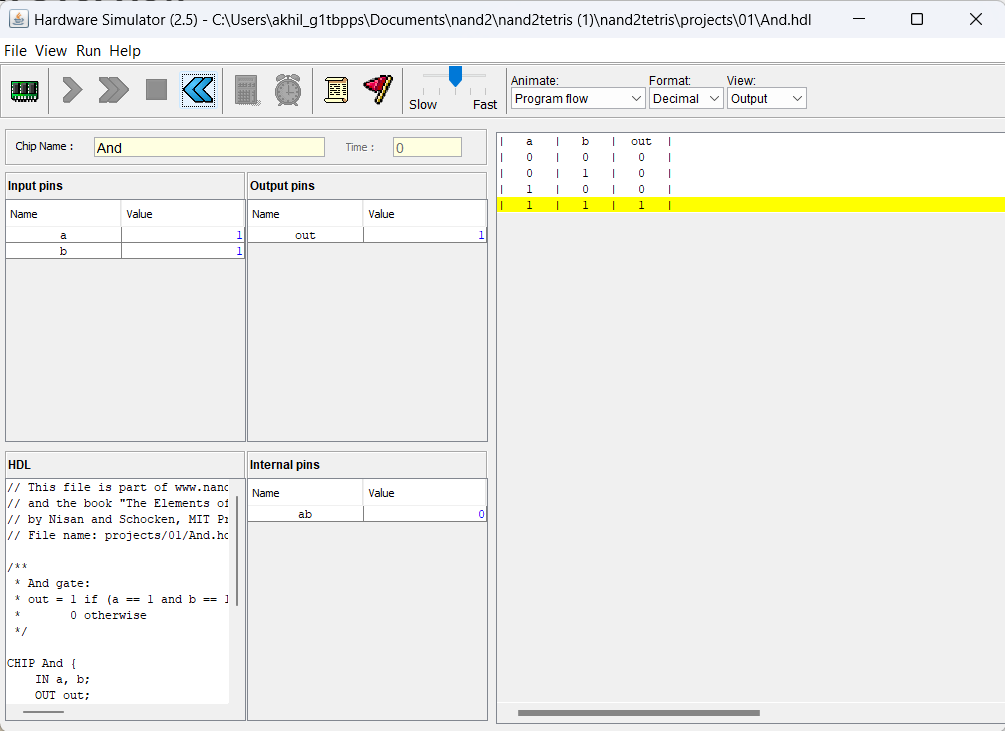 Hardware Simulator (2.5) - C:\Users\akhil_g1tbpps\Documents\nand2\nand2tetris (1)\nand2tetris\projects\01\And.hdl
File View Run Help
Slow Fast
Animate: Format: View:
Program flow Decimal Output
Chip Name : And Time : 0
Input pins
Name Value
a 1
b 1
Output pins
Name Value
out 1
HDL
// This file is part of www.nand
// and the book "The Elements of
// by Nisan and Schocken, MIT Pr
// File name: projects/01/And.hd
/**
* And gate:
* out = 1 if (a == 1 and b == 1
* 0 otherwise
*/
CHIP And {
IN a, b;
OUT out;
Internal pins
Name Value
ab 0
| a | b | out |
| 0 | 0 | 0 |
| 0 | 1 | 0 |
| 1 | 0 | 0 |
| 1 | 1 | 1 |